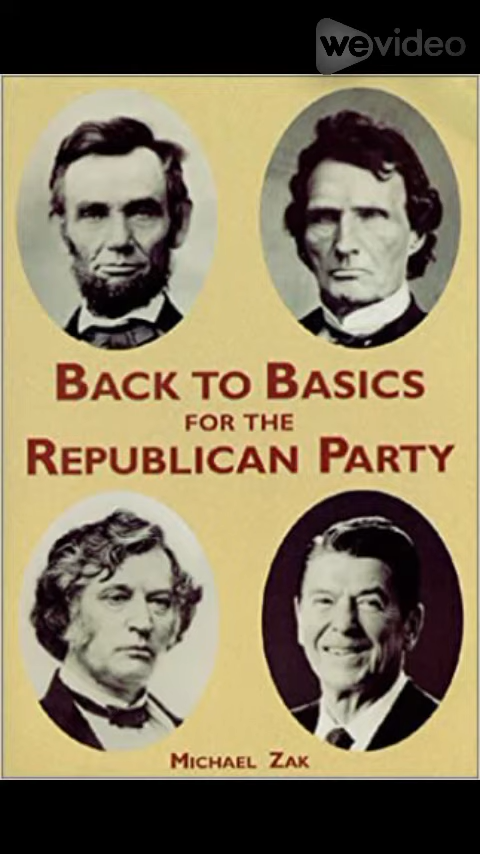 wevideo
BACK TO BASICS
FOR THE
REPUBLICAN PARTY
MICHAEL ZAK